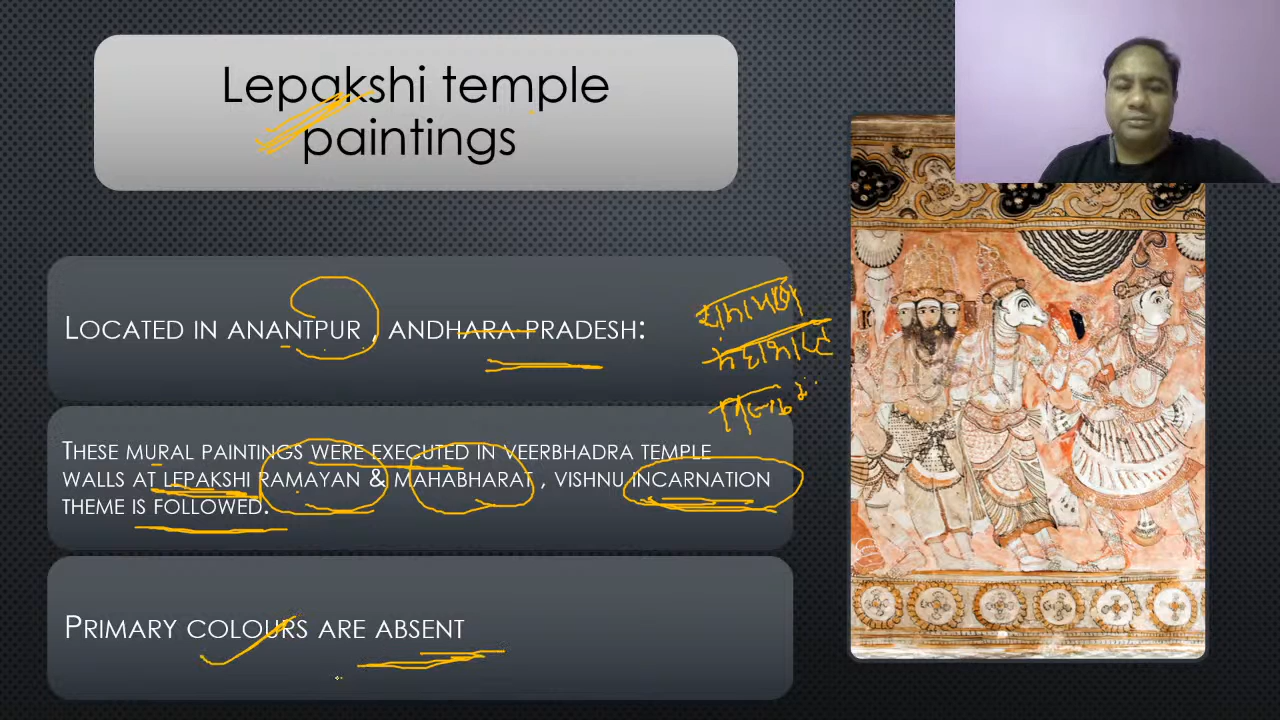 Lepakshi temple
paintings
LOCATED IN ANANTPUR , ANDHARA PRADESH:
THESE MURAL PAINTINGS WERE EXECUTED IN VEERBHADRA TEMPLE
WALLS AT LEPAKSHI RAMAYAN & MAHABHARAT , VISHNU INCARNATION
THEME IS FOLLOWED.
PRIMARY COLOURS ARE ABSENT
रामायण
महाभारत